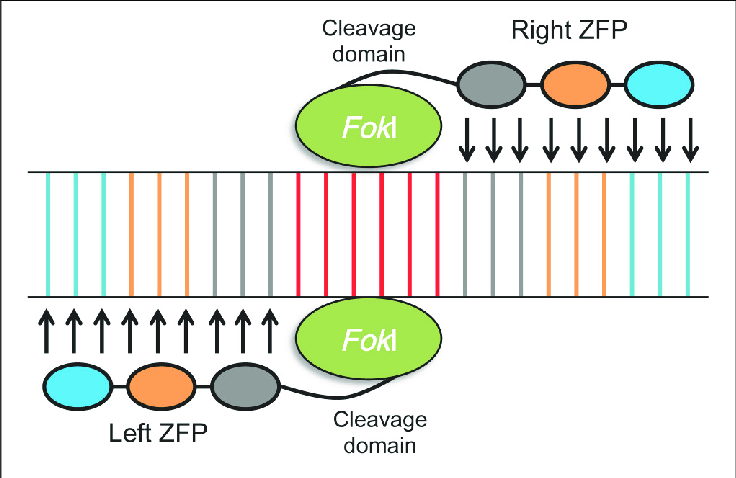 Cleavage
domain
Right ZFP
FokI
FokI
Left ZFP
Cleavage
domain